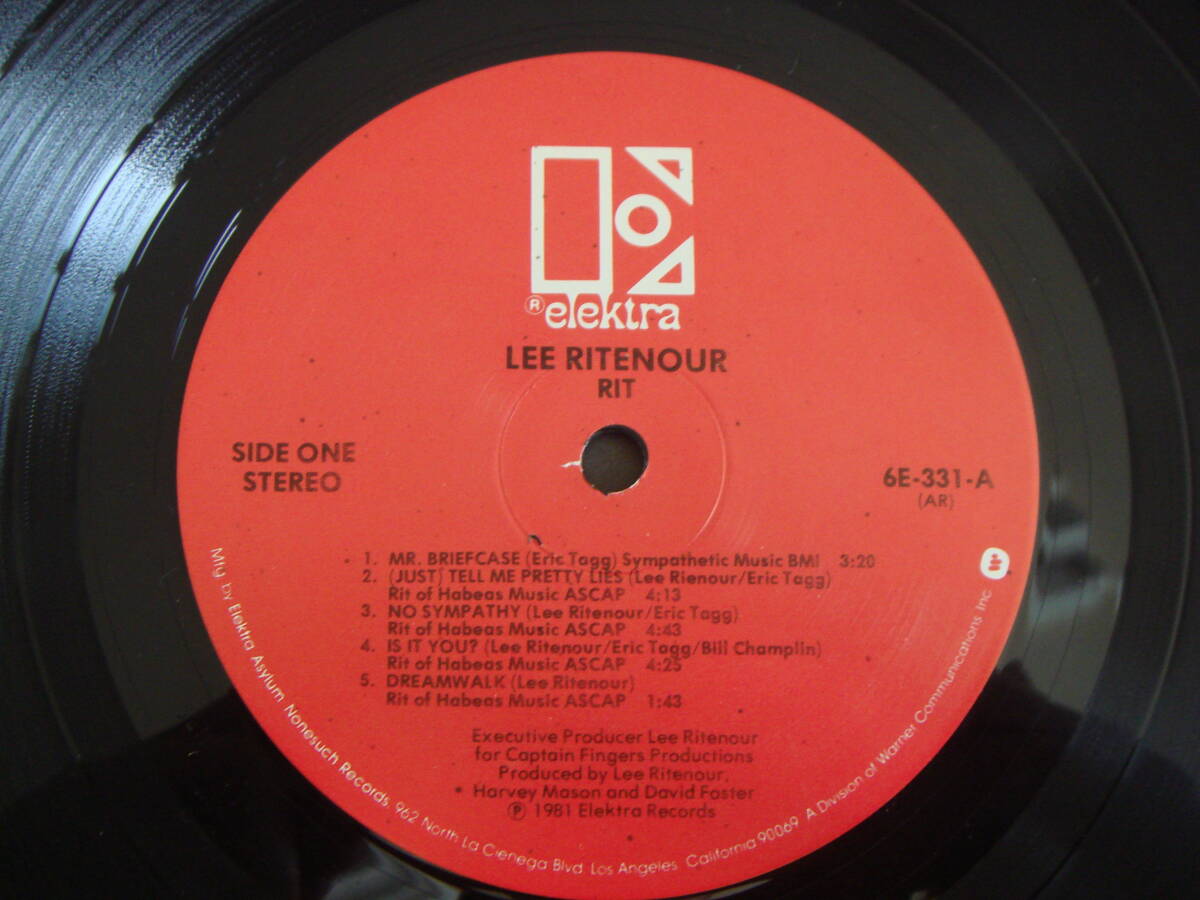 ® elektra
LEE RITENOUR
RIT
SIDE ONE
STEREO
6E-331-A
(AR)
1. MR. BRIEFCASE (Eric Tagg) Sympathetic Music BMI 3:20
2. (JUST) TELL ME PRETTY LIES (Lee Rienour/Eric Tagg)
Rit of Habeas Music ASCAP 4:13
3. NO SYMPATHY (Lee Ritenour/Eric Tagg)
Rit of Habeas Music ASCAP 4:43
4. IS IT YOU? (Lee Ritenour/Eric Tagg/Bill Champlin)
Rit of Habeas Music ASCAP 4:25
5. DREAMWALK (Lee Ritenour)
Rit of Habeas Music ASCAP 1:43
Executive Producer Lee Ritenour
for Captain Fingers Productions
Produced by Lee Ritenour,
* Harvey Mason and David Foster
℗ 1981 Elektra Records
Mfg. by Elektra Asylum Nonesuch Records, 962 North La Cienega Blvd. Los Angeles, California 90069 A Division of Warner Communications Inc.